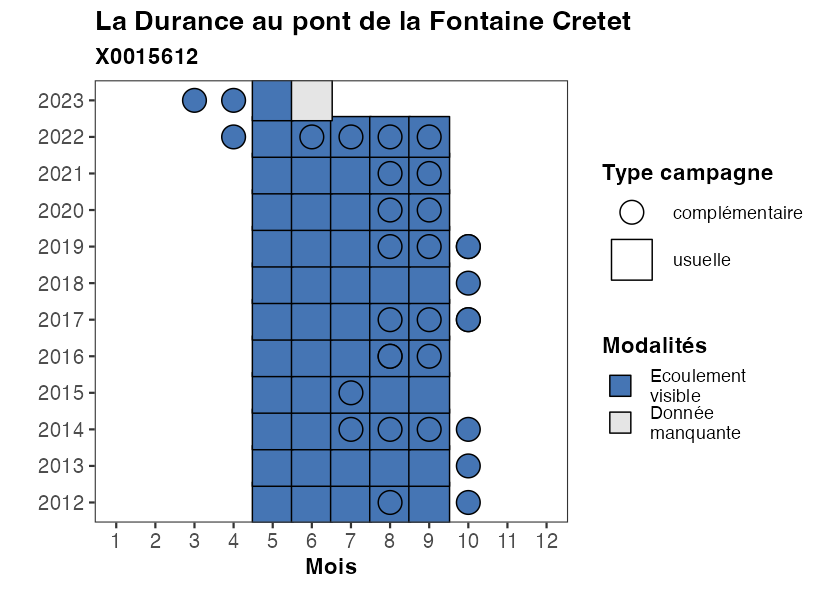 La Durance au pont de la Fontaine Cretet
X0015612
2023
2022
2021
2020
2019
2018
2017
2016
2015
2014
2013
2012
1 2 3 4 5 6 7 8 9 10 11 12
Mois
Type campagne
complémentaire
usuelle
Modalités
Ecoulement
visible
Donnée
manquante